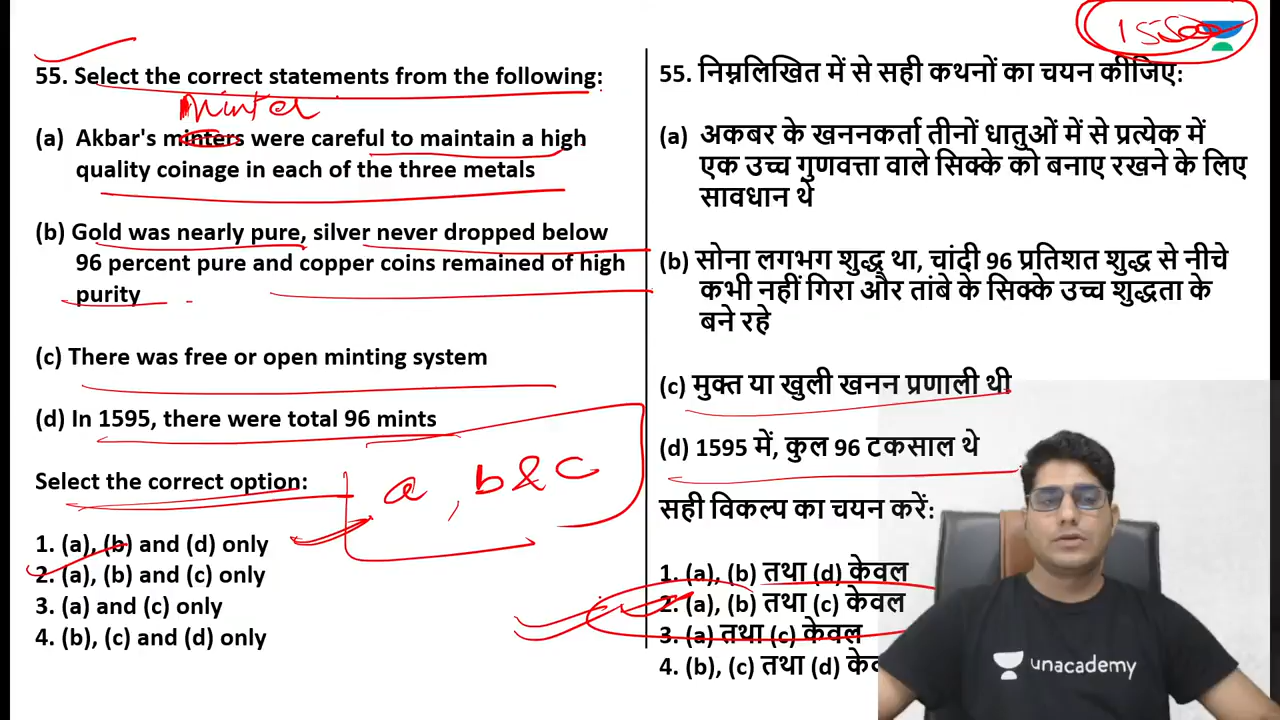 55. Select the correct statements from the following:
Minter
(a) Akbar's minters were careful to maintain a high
quality coinage in each of the three metals
(b) Gold was nearly pure, silver never dropped below
96 percent pure and copper coins remained of high
purity
(c) There was free or open minting system
(d) In 1595, there were total 96 mints
Select the correct option:
a, b & c
1. (a), (b) and (d) only
2. (a), (b) and (c) only
3. (a) and (c) only
4. (b), (c) and (d) only
55. निम्नलिखित में से सही कथनों का चयन कीजिए:
(a) अकबर के खननकर्ता तीनों धातुओं में से प्रत्येक में
एक उच्च गुणवत्ता वाले सिक्के को बनाए रखने के लिए
सावधान थे
(b) सोना लगभग शुद्ध था, चांदी 96 प्रतिशत शुद्ध से नीचे
कभी नहीं गिरा और तांबे के सिक्के उच्च शुद्धता के
बने रहे
(c) मुक्त या खुली खनन प्रणाली थी
(d) 1595 में, कुल 96 टकसाल थे
सही विकल्प का चयन करें:
1. (a), (b) तथा (d) केवल
2. (a), (b) तथा (c) केवल
3. (a) तथा (c) केवल
4. (b), (c) तथा (d)
unacademy